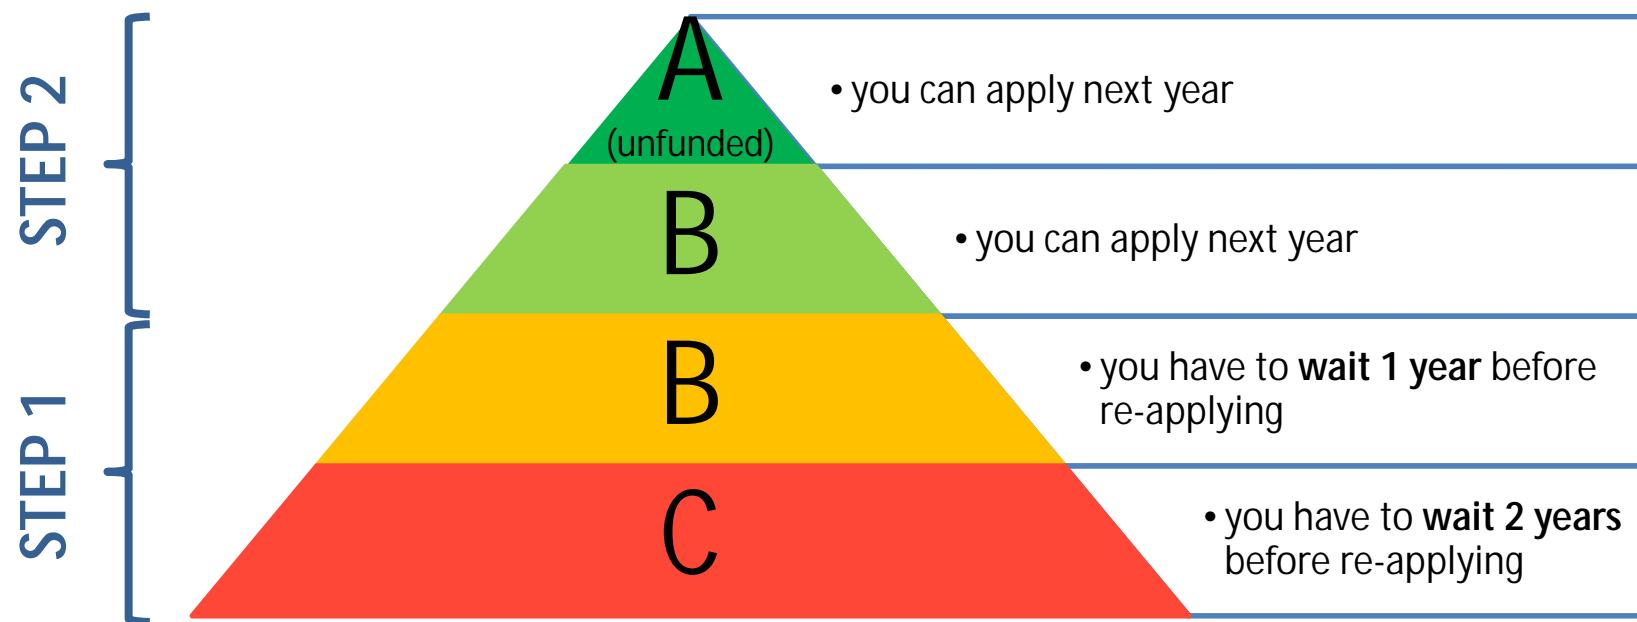 STEP 2
A
(unfunded)
• you can apply next year
B
• you can apply next year
STEP 1
B
• you have to wait 1 year before
re-applying
C
• you have to wait 2 years
before re-applying